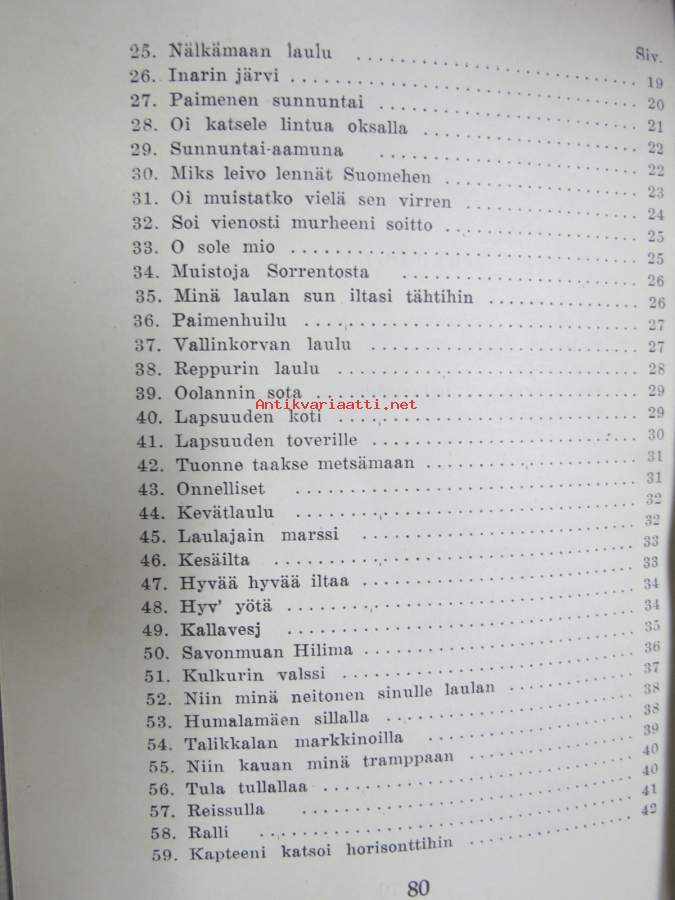 Siv.
25. Nälkämaan laulu .......... 19
26. Inarin järvi .......... 20
27. Paimenen sunnuntai .......... 21
28. Oi katsele lintua oksalla .......... 22
29. Sunnuntai-aamuna .......... 22
30. Miks leivo lennät Suomehen .......... 23
31. Oi muistatko vielä sen virren .......... 24
32. Soi vienosti murheeni soitto .......... 25
33. O sole mio .......... 25
34. Muistoja Sorrentosta .......... 26
35. Minä laulan sun iltasi tähtihin .......... 26
36. Paimenhuilu .......... 27
37. Vallinkorvan laulu .......... 27
38. Reppurin laulu .......... 28
39. Oolannin sota .......... 29
Antikvariaatti.net
40. Lapsuuden koti .......... 29
41. Lapsuuden toverille .......... 30
42. Tuonne taakse metsämaan .......... 31
43. Onnelliset .......... 31
44. Kevätlaulu .......... 32
45. Laulajain marssi .......... 32
46. Kesäilta .......... 33
47. Hyvää hyvää iltaa .......... 33
48. Hyv' yötä .......... 34
49. Kallavesj .......... 34
50. Savonmuan Hilima .......... 35
51. Kulkurin valssi .......... 36
52. Niin minä neitonen sinulle laulan .......... 37
53. Humalamäen sillalla .......... 38
54. Talikkalan markkinoilla .......... 38
55. Niin kauan minä tramppaan .......... 39
56. Tula tullallaa .......... 40
57. Reissulla .......... 40
58. Ralli .......... 41
59. Kapteeni katsoi horisonttihin .......... 42
80